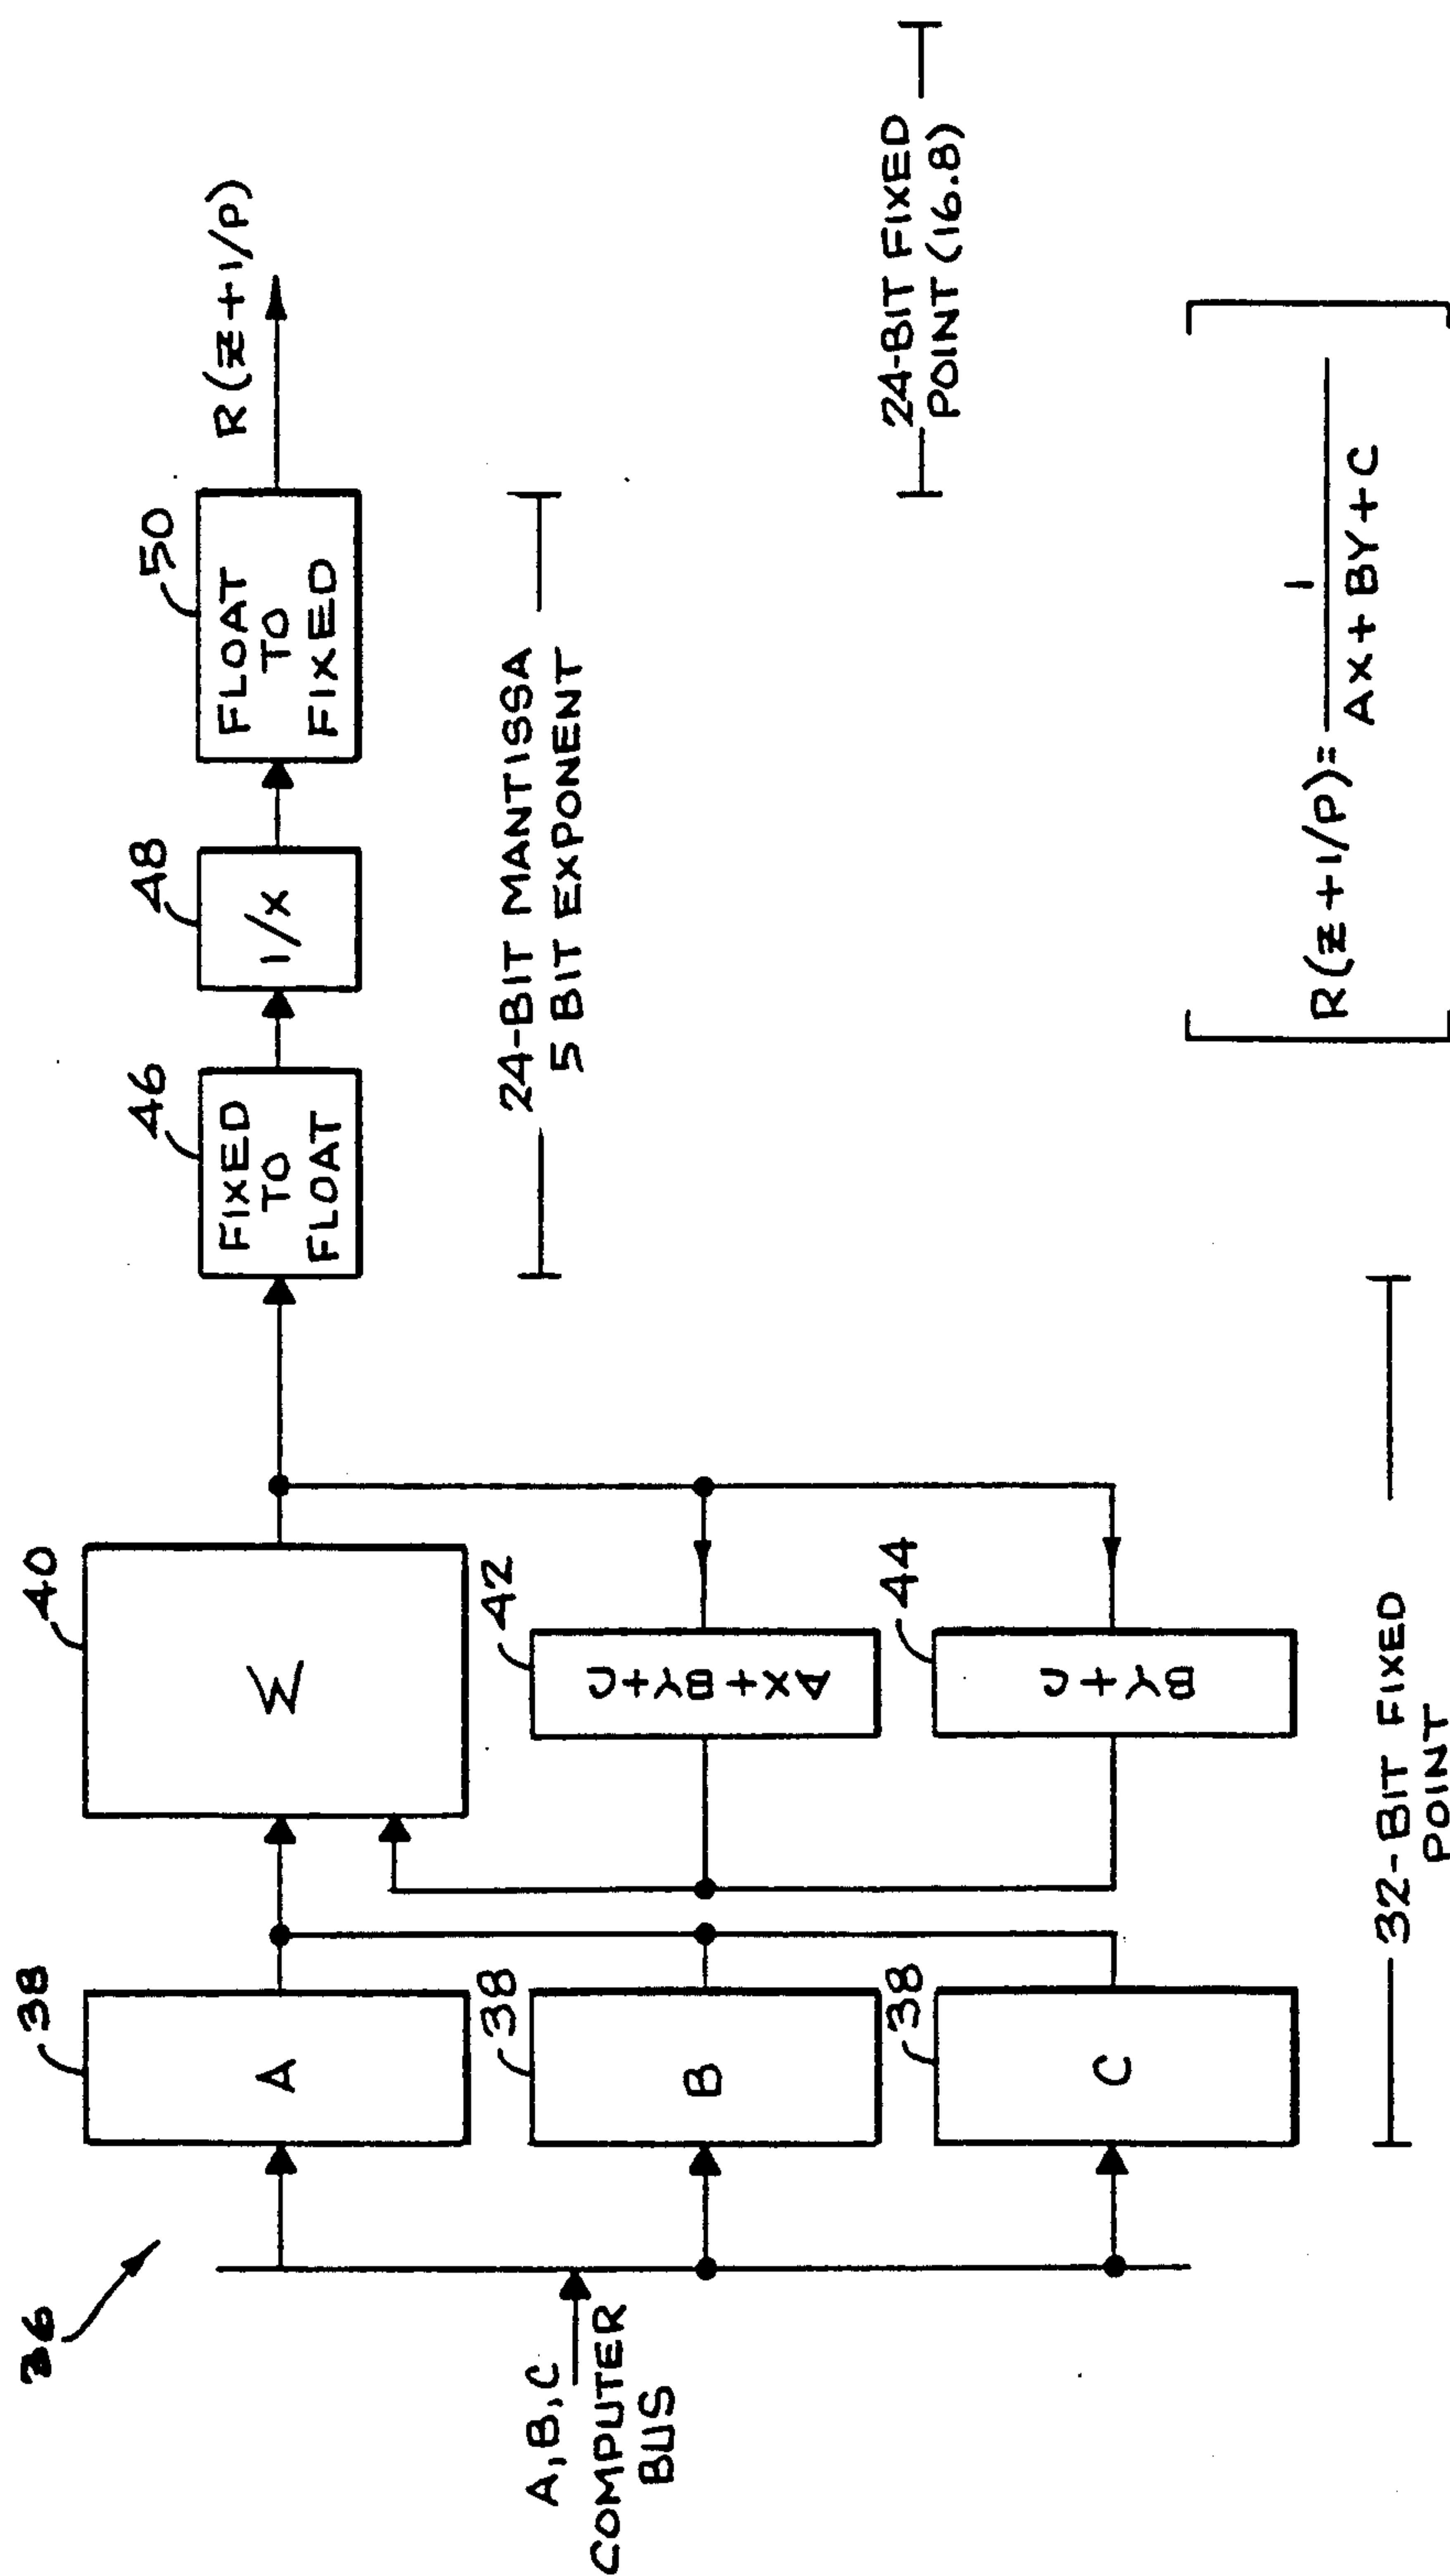 36
A,B,C
COMPUTER
BUS
38
A
38
B
38
C
40
Σ
42
AX+BY+C
44
BY+C
46
FIXED
TO
FLOAT
48
1/X
50
FLOAT
TO
FIXED
R(z+1/P)
32-BIT FIXED
POINT
24-BIT MANTISSA
5 BIT EXPONENT
24-BIT FIXED
POINT (16.8)
R(z+1/P)=
1
AX+BY+C